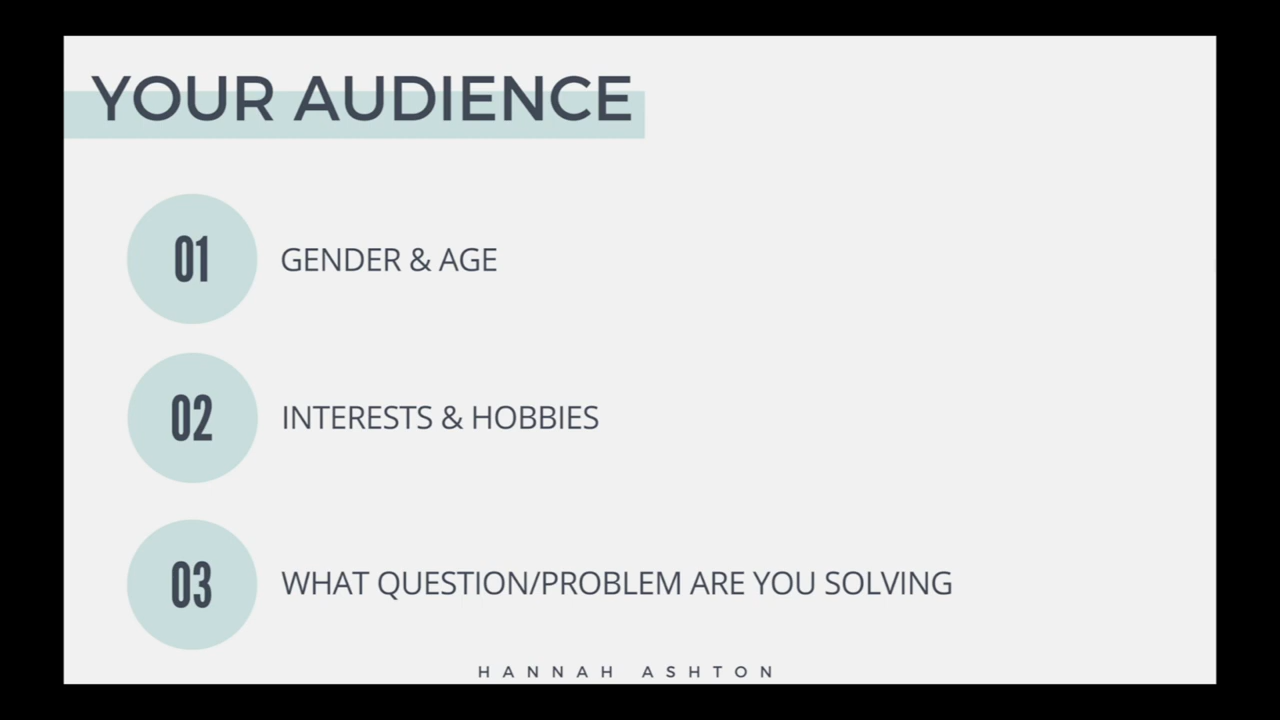 YOUR AUDIENCE
01 GENDER & AGE
02 INTERESTS & HOBBIES
03 WHAT QUESTION/PROBLEM ARE YOU SOLVING
HANNAH ASHTON